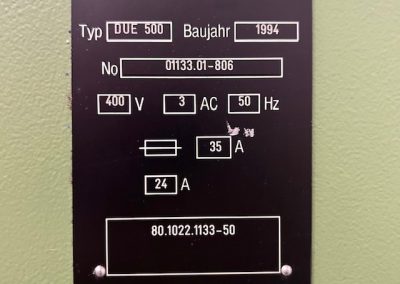 Typ DUE 500 Baujahr 1994
No 01133.01-806
400 V 3 AC 50 Hz
35 A
24 A
80.1022.1133-50